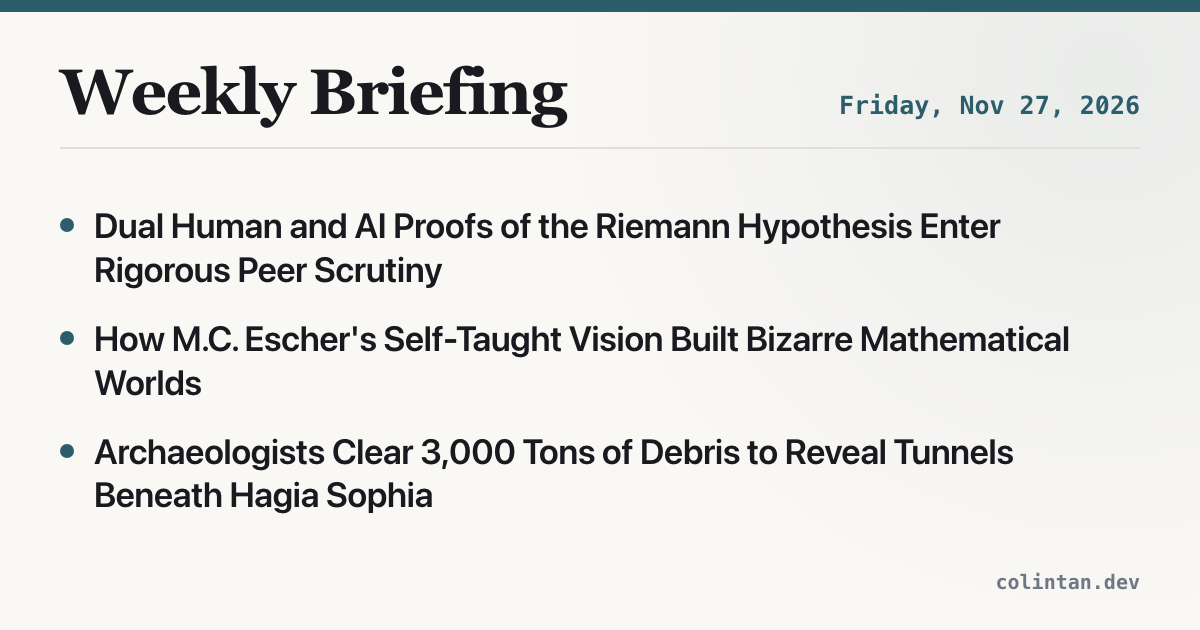 Weekly Briefing
Friday, Nov 27, 2026
Dual Human and AI Proofs of the Riemann Hypothesis Enter
Rigorous Peer Scrutiny
How M.C. Escher's Self-Taught Vision Built Bizarre Mathematical
Worlds
Archaeologists Clear 3,000 Tons of Debris to Reveal Tunnels
Beneath Hagia Sophia
colintan.dev